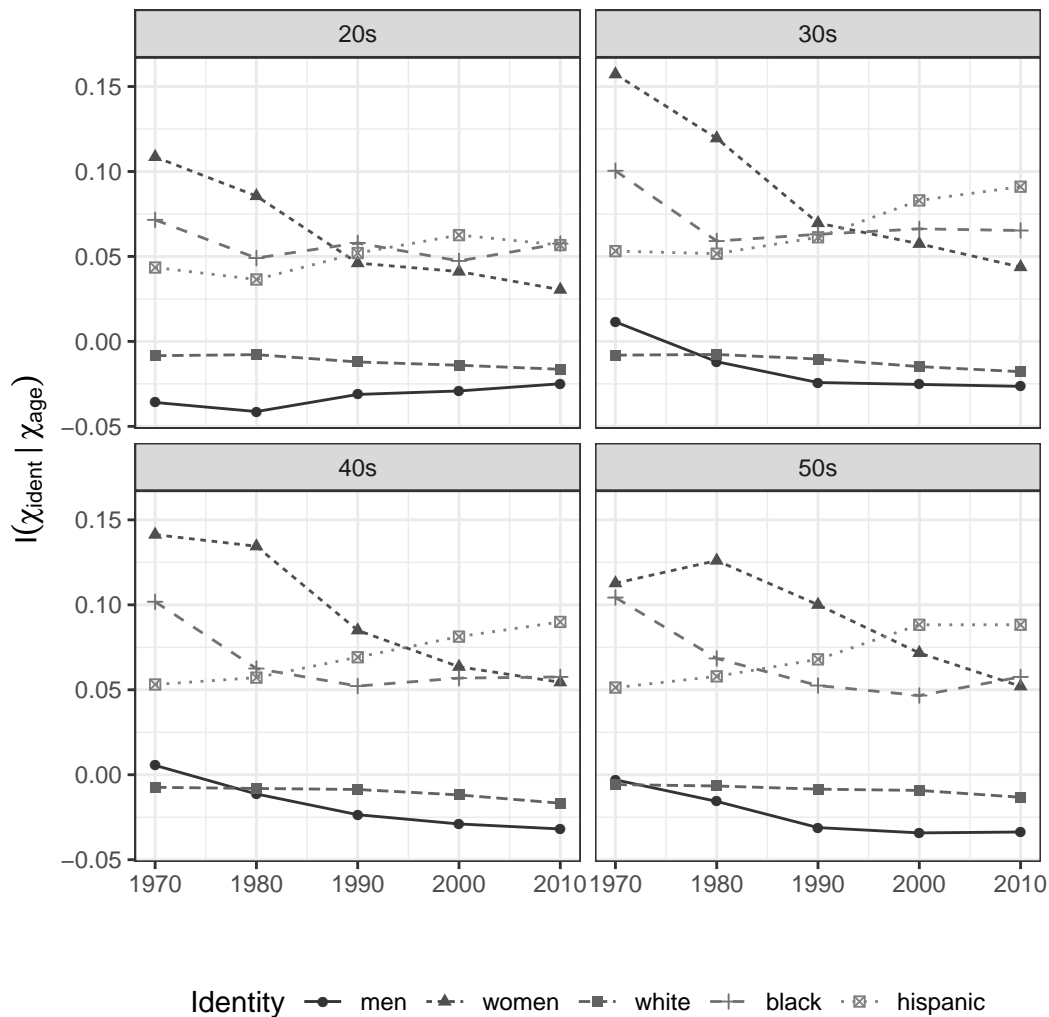 20s 30s
0.15
0.10
0.05
0.00
−0.05
I(χident | χage)
40s 50s
0.15
0.10
0.05
0.00
−0.05
1970 1980 1990 2000 2010 1970 1980 1990 2000 2010
Identity men women white black hispanic